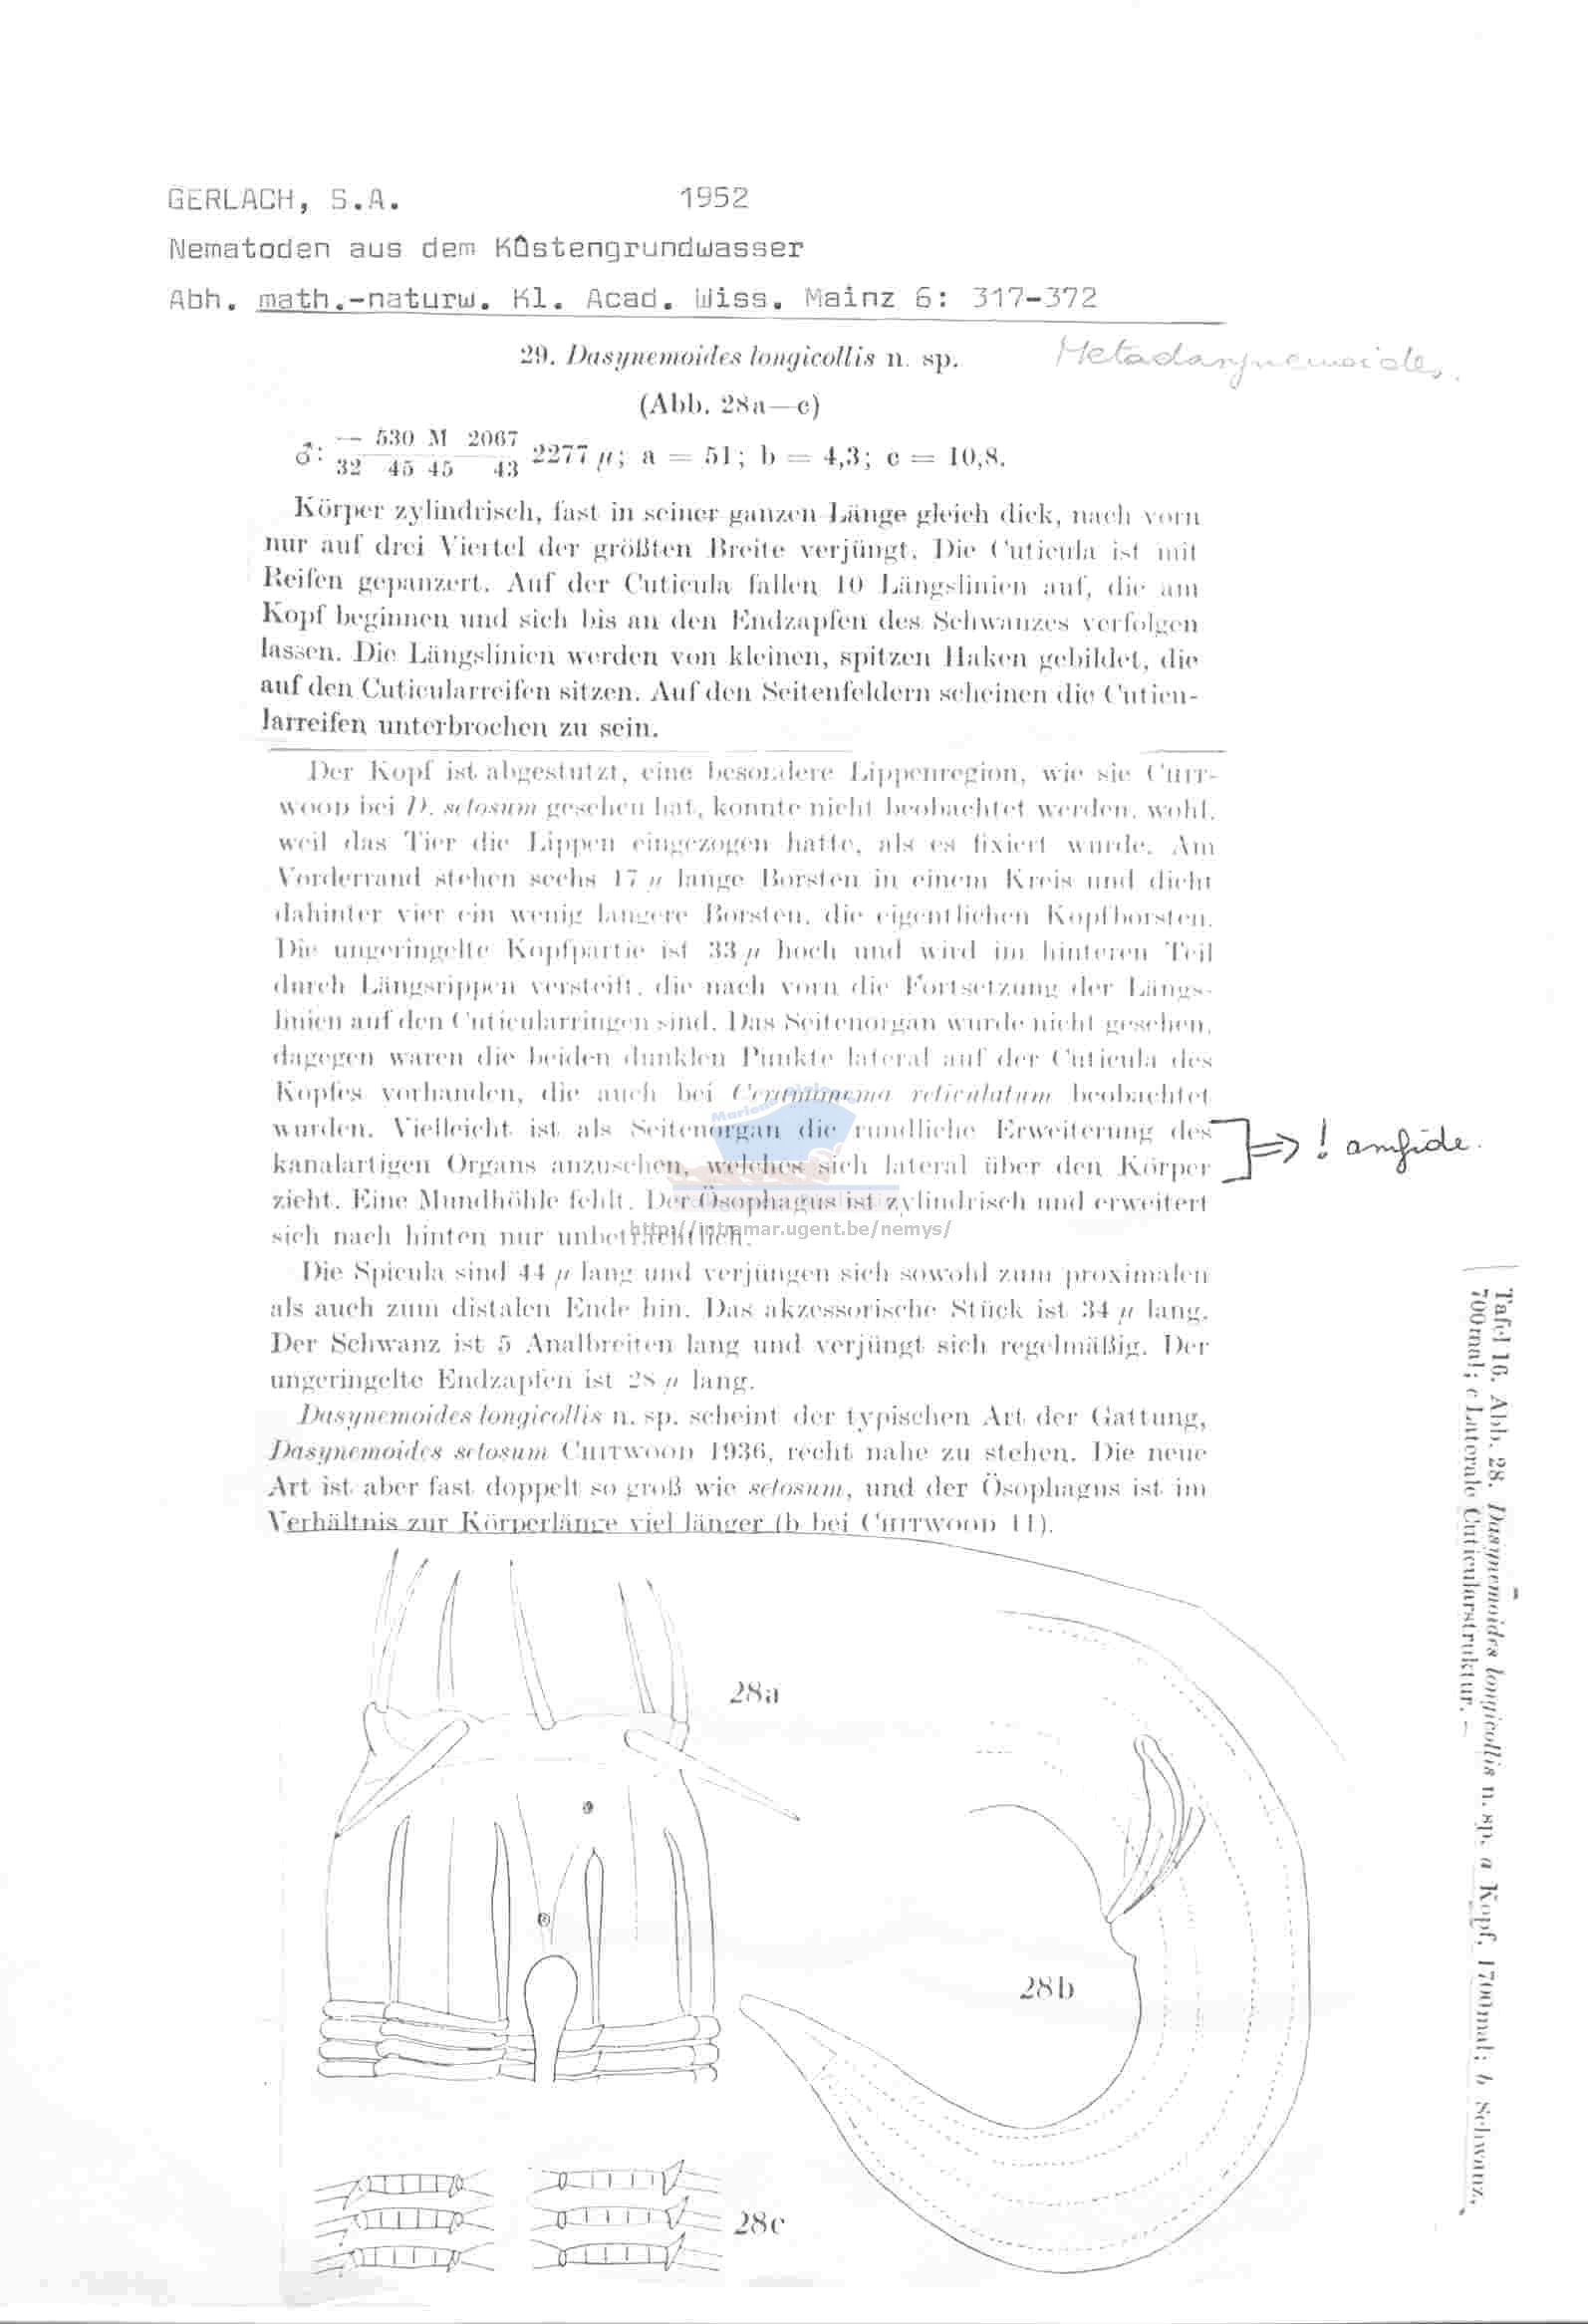 GERLACH, S.A. 1952
Nematoden aus dem Kûstengrundwasser
Abh. math.-naturw. Kl. Acad. Wiss. Mainz 6: 317-372
29. Dasynemoides longicollis n. sp. Metadasynemoides.
(Abb. 28a—c)
♂: — 530 M 2067
32 45 45 43 2277 µ; a = 51; b = 4,3; c = 10,8.
Körper zylindrisch, fast in seiner ganzen Länge gleich dick, nach vorn
nur auf drei Viertel der größten Breite verjüngt. Die Cuticula ist mit
Reifen gepanzert. Auf der Cuticula fallen 10 Längslinien auf, die am
Kopf beginnen und sich bis an den Endzapfen des Schwanzes verfolgen
lassen. Die Längslinien werden von kleinen, spitzen Haken gebildet, die
auf den Cuticularreifen sitzen. Auf den Seitenfeldern scheinen die Cuticu-
larreifen unterbrochen zu sein.
Der Kopf ist abgestutzt, eine besondere Lippenregion, wie sie CHIT-
WOOD bei D. setosum gesehen hat, konnte nicht beobachtet werden, wohl,
weil das Tier die Lippen eingezogen hatte, als es fixiert wurde. Am
Vorderrand stehen sechs 17 µ lange Borsten in einem Kreis und dicht
dahinter vier ein wenig längere Borsten, die eigentlichen Kopfborsten.
Die ungeringelte Kopfpartie ist 33 µ hoch und wird im hinteren Teil
durch Längsrippen versteift, die nach vorn die Fortsetzung der Längs-
linien auf den Cuticularringen sind. Das Seitenorgan wurde nicht gesehen,
dagegen waren die beiden dunklen Punkte lateral auf der Cuticula des
Kopfes vorhanden, die auch bei Ceramonema reticulatum beobachtet
wurden. Vielleicht ist als Seitenorgan die rundliche Erweiterung des
kanalartigen Organs anzusehen, welches sich lateral über den Körper
⇒ ! amfide.
zieht. Eine Mundhöhle fehlt. Der Ösophagus ist zylindrisch und erweitert
sich nach hinten nur unbeträchtlich.
http://intramar.ugent.be/nemys/
Die Spicula sind 44 µ lang und verjüngen sich sowohl zum proximalen
als auch zum distalen Ende hin. Das akzessorische Stück ist 34 µ lang.
Der Schwanz ist 5 Analbreiten lang und verjüngt sich regelmäßig. Der
ungeringelte Endzapfen ist 28 µ lang.
Dasynemoides longicollis n. sp. scheint der typischen Art der Gattung,
Dasynemoides setosum CHITWOOD 1936, recht nahe zu stehen. Die neue
Art ist aber fast doppelt so groß wie setosum, und der Ösophagus ist im
Verhältnis zur Körperlänge viel länger (b bei CHITWOOD 11).
28a
28b
28c
Tafel 16. Abb. 28. Dasynemoides longicollis n. sp. a Kopf, 1700mal; b Schwanz,
700mal; c Laterale Cuticularstruktur. –